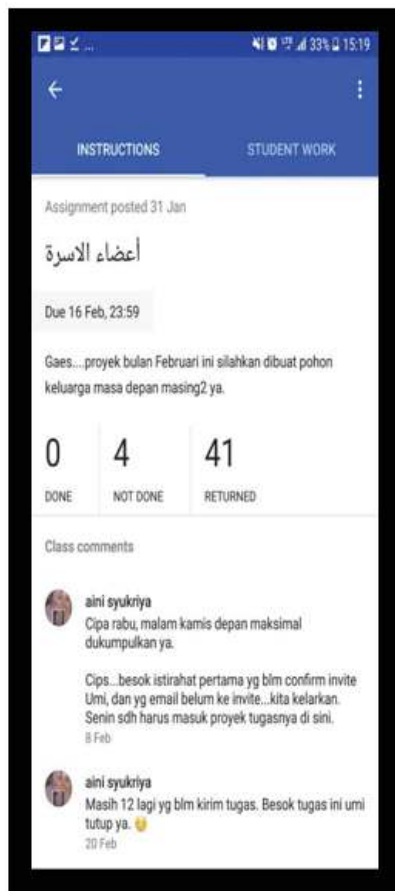 33% 15:19
INSTRUCTIONS STUDENT WORK
Assignment posted 31 Jan
أعضاء الاسرة
Due 16 Feb, 23:59
Gaes....proyek bulan Februari ini silahkan dibuat pohon
keluarga masa depan masing2 ya.
0 4 41
DONE NOT DONE RETURNED
Class comments
aini syukriya
Cipa rabu, malam kamis depan maksimal
dukumpulkan ya.
Cips...besok istirahat pertama yg blm confirm invite
Umi, dan yg email belum ke invite...kita kelarkan.
Senin sdh harus masuk proyek tugasnya di sini.
8 Feb
aini syukriya
Masih 12 lagi yg blm kirim tugas. Besok tugas ini umi
tutup ya.
20 Feb